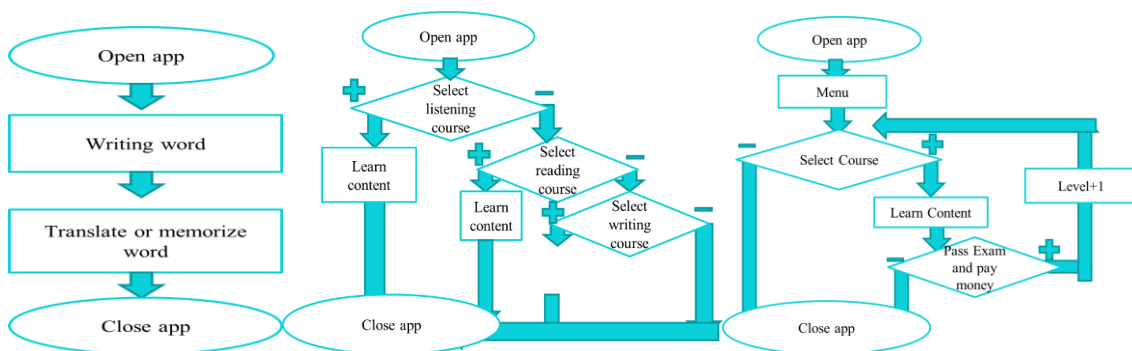 Open app
Writing word
Translate or memorize
word
Close app
Open app
Select
listening
course
Learn
content
Select
reading
course
Learn
content
Select
writing
course
Close app
Open app
Menu
Select Course
Level+1
Learn Content
Pass Exam
and pay
money
Close app